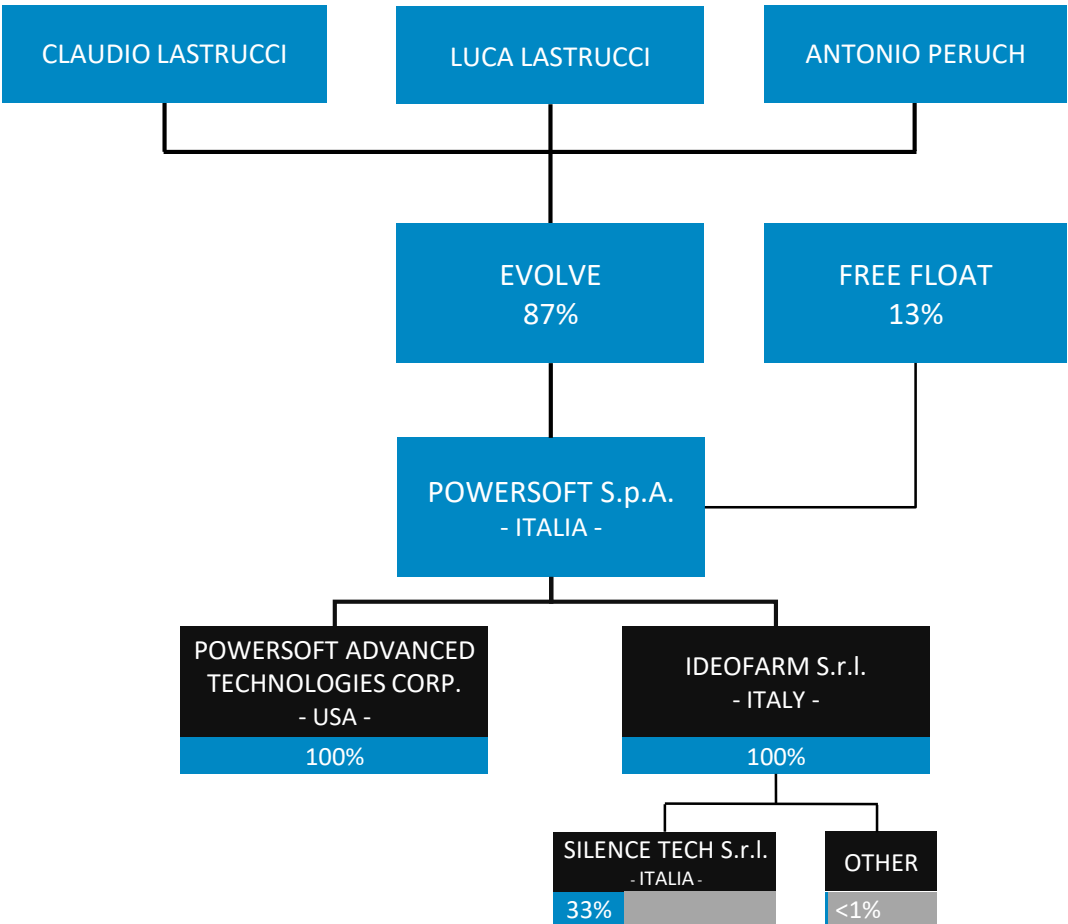 CLAUDIO LASTRUCCI
LUCA LASTRUCCI
ANTONIO PERUCH
EVOLVE
87%
FREE FLOAT
13%
POWERSOFT S.p.A.
- ITALIA -
POWERSOFT ADVANCED
TECHNOLOGIES CORP.
- USA -
100%
IDEOFARM S.r.l.
- ITALY -
100%
SILENCE TECH S.r.l.
- ITALIA -
33%
OTHER
<1%